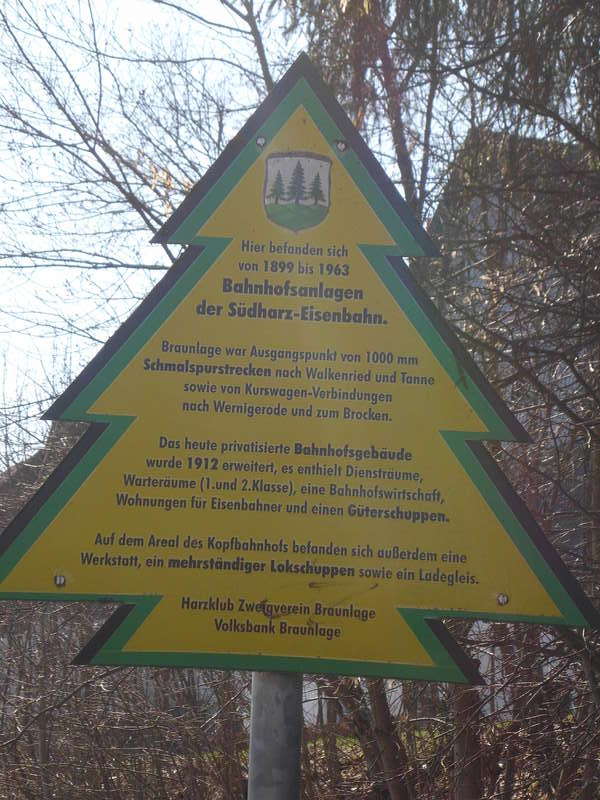 Hier befanden sich
von 1899 bis 1963
Bahnhofsanlagen
der Südharz-Eisenbahn.
Braunlage war Ausgangspunkt von 1000 mm
Schmalspurstrecken nach Walkenried und Tanne
sowie von Kurswagen-Verbindungen
nach Wernigerode und zum Brocken.
Das heute privatisierte Bahnhofsgebäude
wurde 1912 erweitert, es enthielt Diensträume,
Warteräume (1.und 2.Klasse), eine Bahnhofswirtschaft,
Wohnungen für Eisenbahner und einen Güterschuppen.
Auf dem Areal des Kopfbahnhofs befanden sich außerdem eine
Werkstatt, ein mehrständiger Lokschuppen sowie ein Ladegleis.
Harzklub Zweigverein Braunlage
Volksbank Braunlage